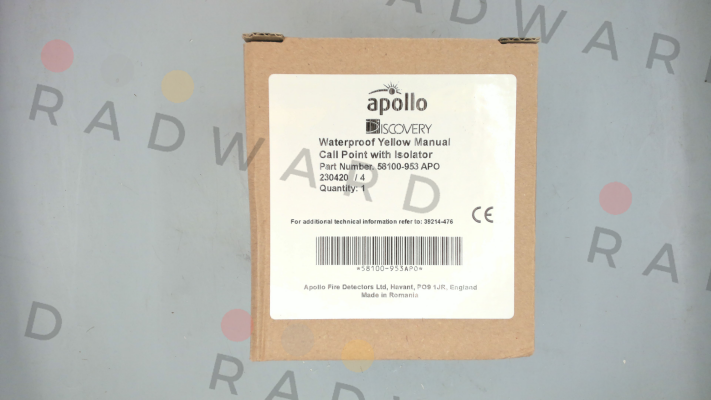 apollo
DISCOVERY
Waterproof Yellow Manual
Call Point with Isolator
Part Number: 58100-953 APO
230420 / 4
Quantity: 1
For additional technical information refer to: 39214-476
CE
*58100-953APO*
Apollo Fire Detectors Ltd, Havant, PO9 1JR, England
Made in Romania
RADWARD
RADWARD
RA
D
RADWARD